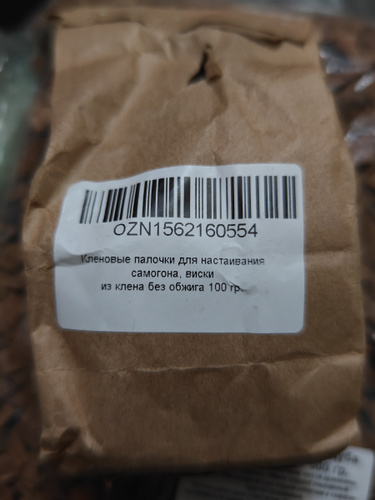 OZN1562160554
Кленовые палочки для настаивания
самогона, виски
из клена без обжига 100 гр.